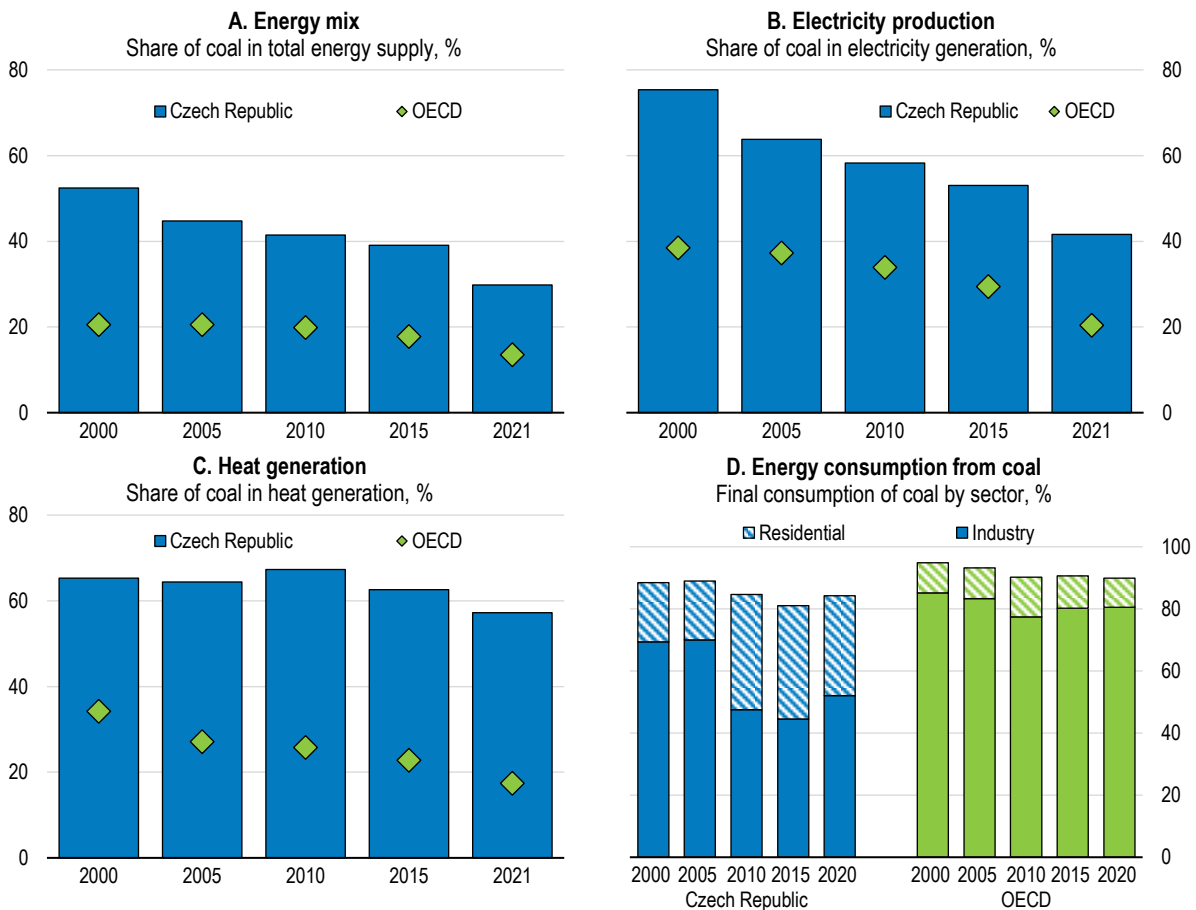 A. Energy mix
Share of coal in total energy supply, %
80
Czech Republic
OECD
60
40
20
0
2000 2005 2010 2015 2021
B. Electricity production
Share of coal in electricity generation, %
80
Czech Republic
OECD
60
40
20
0
2000 2005 2010 2015 2021
C. Heat generation
Share of coal in heat generation, %
80
Czech Republic
OECD
60
40
20
0
2000 2005 2010 2015 2021
D. Energy consumption from coal
Final consumption of coal by sector, %
Residential
Industry
100
80
60
40
20
0
2000 2005 2010 2015 2020 2000 2005 2010 2015 2020
Czech Republic OECD